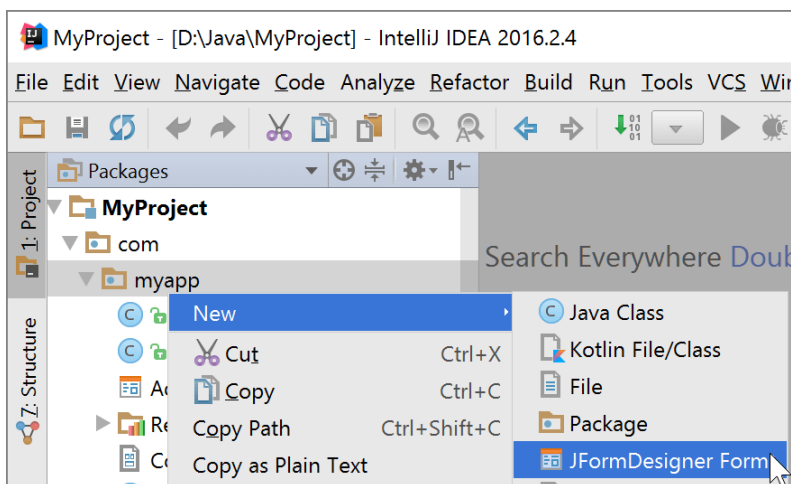 MyProject - [D:\Java\MyProject] - IntelliJ IDEA 2016.2.4
File Edit View Navigate Code Analyze Refactor Build Run Tools VCS
1: Project
Packages
MyProject
com
myapp
Search Everywhere
New
Cut Ctrl+X
Copy Ctrl+C
Copy Path Ctrl+Shift+C
Copy as Plain Text
Java Class
Kotlin File/Class
File
Package
JFormDesigner Form
Z: Structure